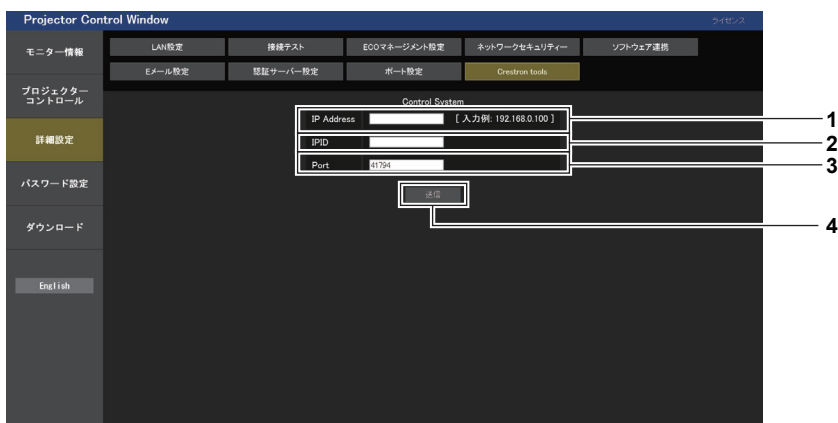 Projector Control Window
ライセンス
モニター情報
プロジェクター
コントロール
詳細設定
パスワード設定
ダウンロード
English
LAN設定
接続テスト
ECOマネージメント設定
ネットワークセキュリティー
ソフトウェア連携
Eメール設定
認証サーバー設定
ポート設定
Crestron tools
Control System
IP Address [ 入力例: 192.168.0.100 ]
IPID
Port 41794
送信
1
2
3
4